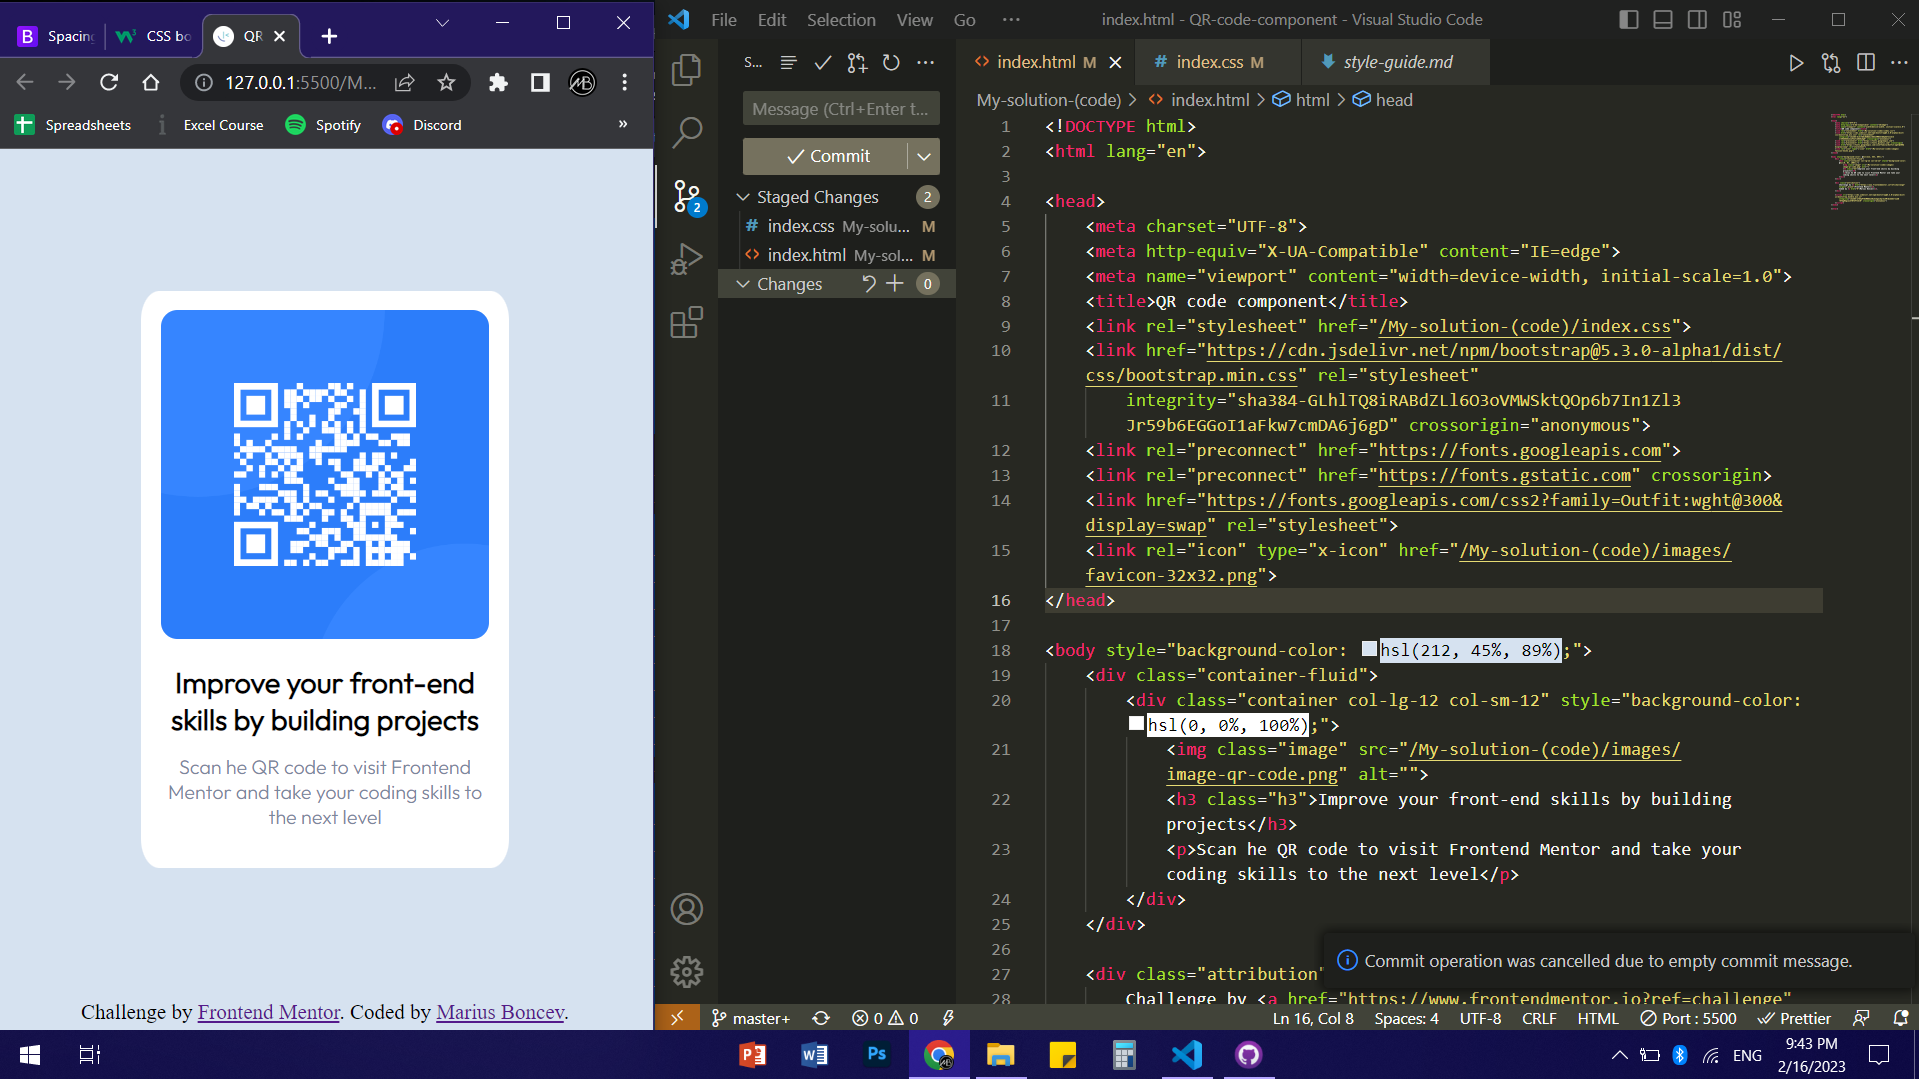 Spacing
CSS bo
QR
127.0.0.1:5500/M...
Spreadsheets
Excel Course
Spotify
Discord
»
Improve your front-end
skills by building projects
Scan he QR code to visit Frontend
Mentor and take your coding skills to
the next level
Challenge by Frontend Mentor. Coded by Marius Boncev.
File Edit Selection View Go ···
index.html - QR-code-component - Visual Studio Code
S...
Message (Ctrl+Enter t...
Commit
Staged Changes 2
index.css My-solu... M
index.html My-sol... M
Changes 0
2
index.html M
index.css M
style-guide.md
My-solution-(code) > index.html > html > head
1 <!DOCTYPE html>
2 <html lang="en">
3
4 <head>
5 <meta charset="UTF-8">
6 <meta http-equiv="X-UA-Compatible" content="IE=edge">
7 <meta name="viewport" content="width=device-width, initial-scale=1.0">
8 <title>QR code component</title>
9 <link rel="stylesheet" href="/My-solution-(code)/index.css">
10 <link href="https://cdn.jsdelivr.net/npm/bootstrap@5.3.0-alpha1/dist/
css/bootstrap.min.css" rel="stylesheet"
11 integrity="sha384-GLhlTQ8iRABdZLl6O3oVMWSktQOp6b7In1Zl3
Jr59b6EGGoI1aFkw7cmDA6j6gD" crossorigin="anonymous">
12 <link rel="preconnect" href="https://fonts.googleapis.com">
13 <link rel="preconnect" href="https://fonts.gstatic.com" crossorigin>
14 <link href="https://fonts.googleapis.com/css2?family=Outfit:wght@300&
display=swap" rel="stylesheet">
15 <link rel="icon" type="x-icon" href="/My-solution-(code)/images/
favicon-32x32.png">
16 </head>
17
18 <body style="background-color: hsl(212, 45%, 89%);">
19 <div class="container-fluid">
20 <div class="container col-lg-12 col-sm-12" style="background-color:
hsl(0, 0%, 100%);">
21 <img class="image" src="/My-solution-(code)/images/
image-qr-code.png" alt="">
22 <h3 class="h3">Improve your front-end skills by building
projects</h3>
23 <p>Scan he QR code to visit Frontend Mentor and take your
coding skills to the next level</p>
24 </div>
25 </div>
26
27 <div class="attribution"
28 Challenge by <a href="https://www.frontendmentor.io?ref=challenge"
Commit operation was cancelled due to empty commit message.
master+
0 0
Ln 16, Col 8 Spaces: 4 UTF-8 CRLF HTML Port : 5500 Prettier
ENG
9:43 PM
2/16/2023